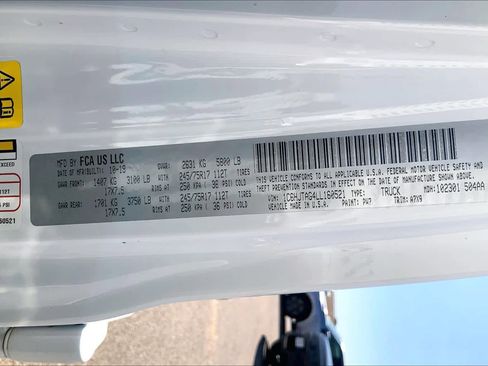 MFD BY FCA US LLC
DATE OF MFR(BUILT): 10-19 GVWR: 2631 KG 5800 LB
GAWR FRONT: 1407 KG 3100 LB 245/75R17 112T TIRES
17X7.5 RIMS AT 250 KPA ( 36 PSI) COLD
GAWR REAR: 1701 KG 3750 LB 245/75R17 112T TIRES
17X7.5 RIMS AT 250 KPA ( 36 PSI) COLD
THIS VEHICLE CONFORMS TO ALL APPLICABLE U.S.A. FEDERAL MOTOR VEHICLE SAFETY AND
THEFT PREVENTION STANDARDS IN EFFECT ON THE DATE OF MANUFACTURE SHOWN ABOVE.
VIN: TYPE: TRUCK MDH: 102301 504AA
VEHICLE MADE IN U.S.A. PAINT: PW7 TRIM: A7X9
EXCEED
112T
PSI
60521